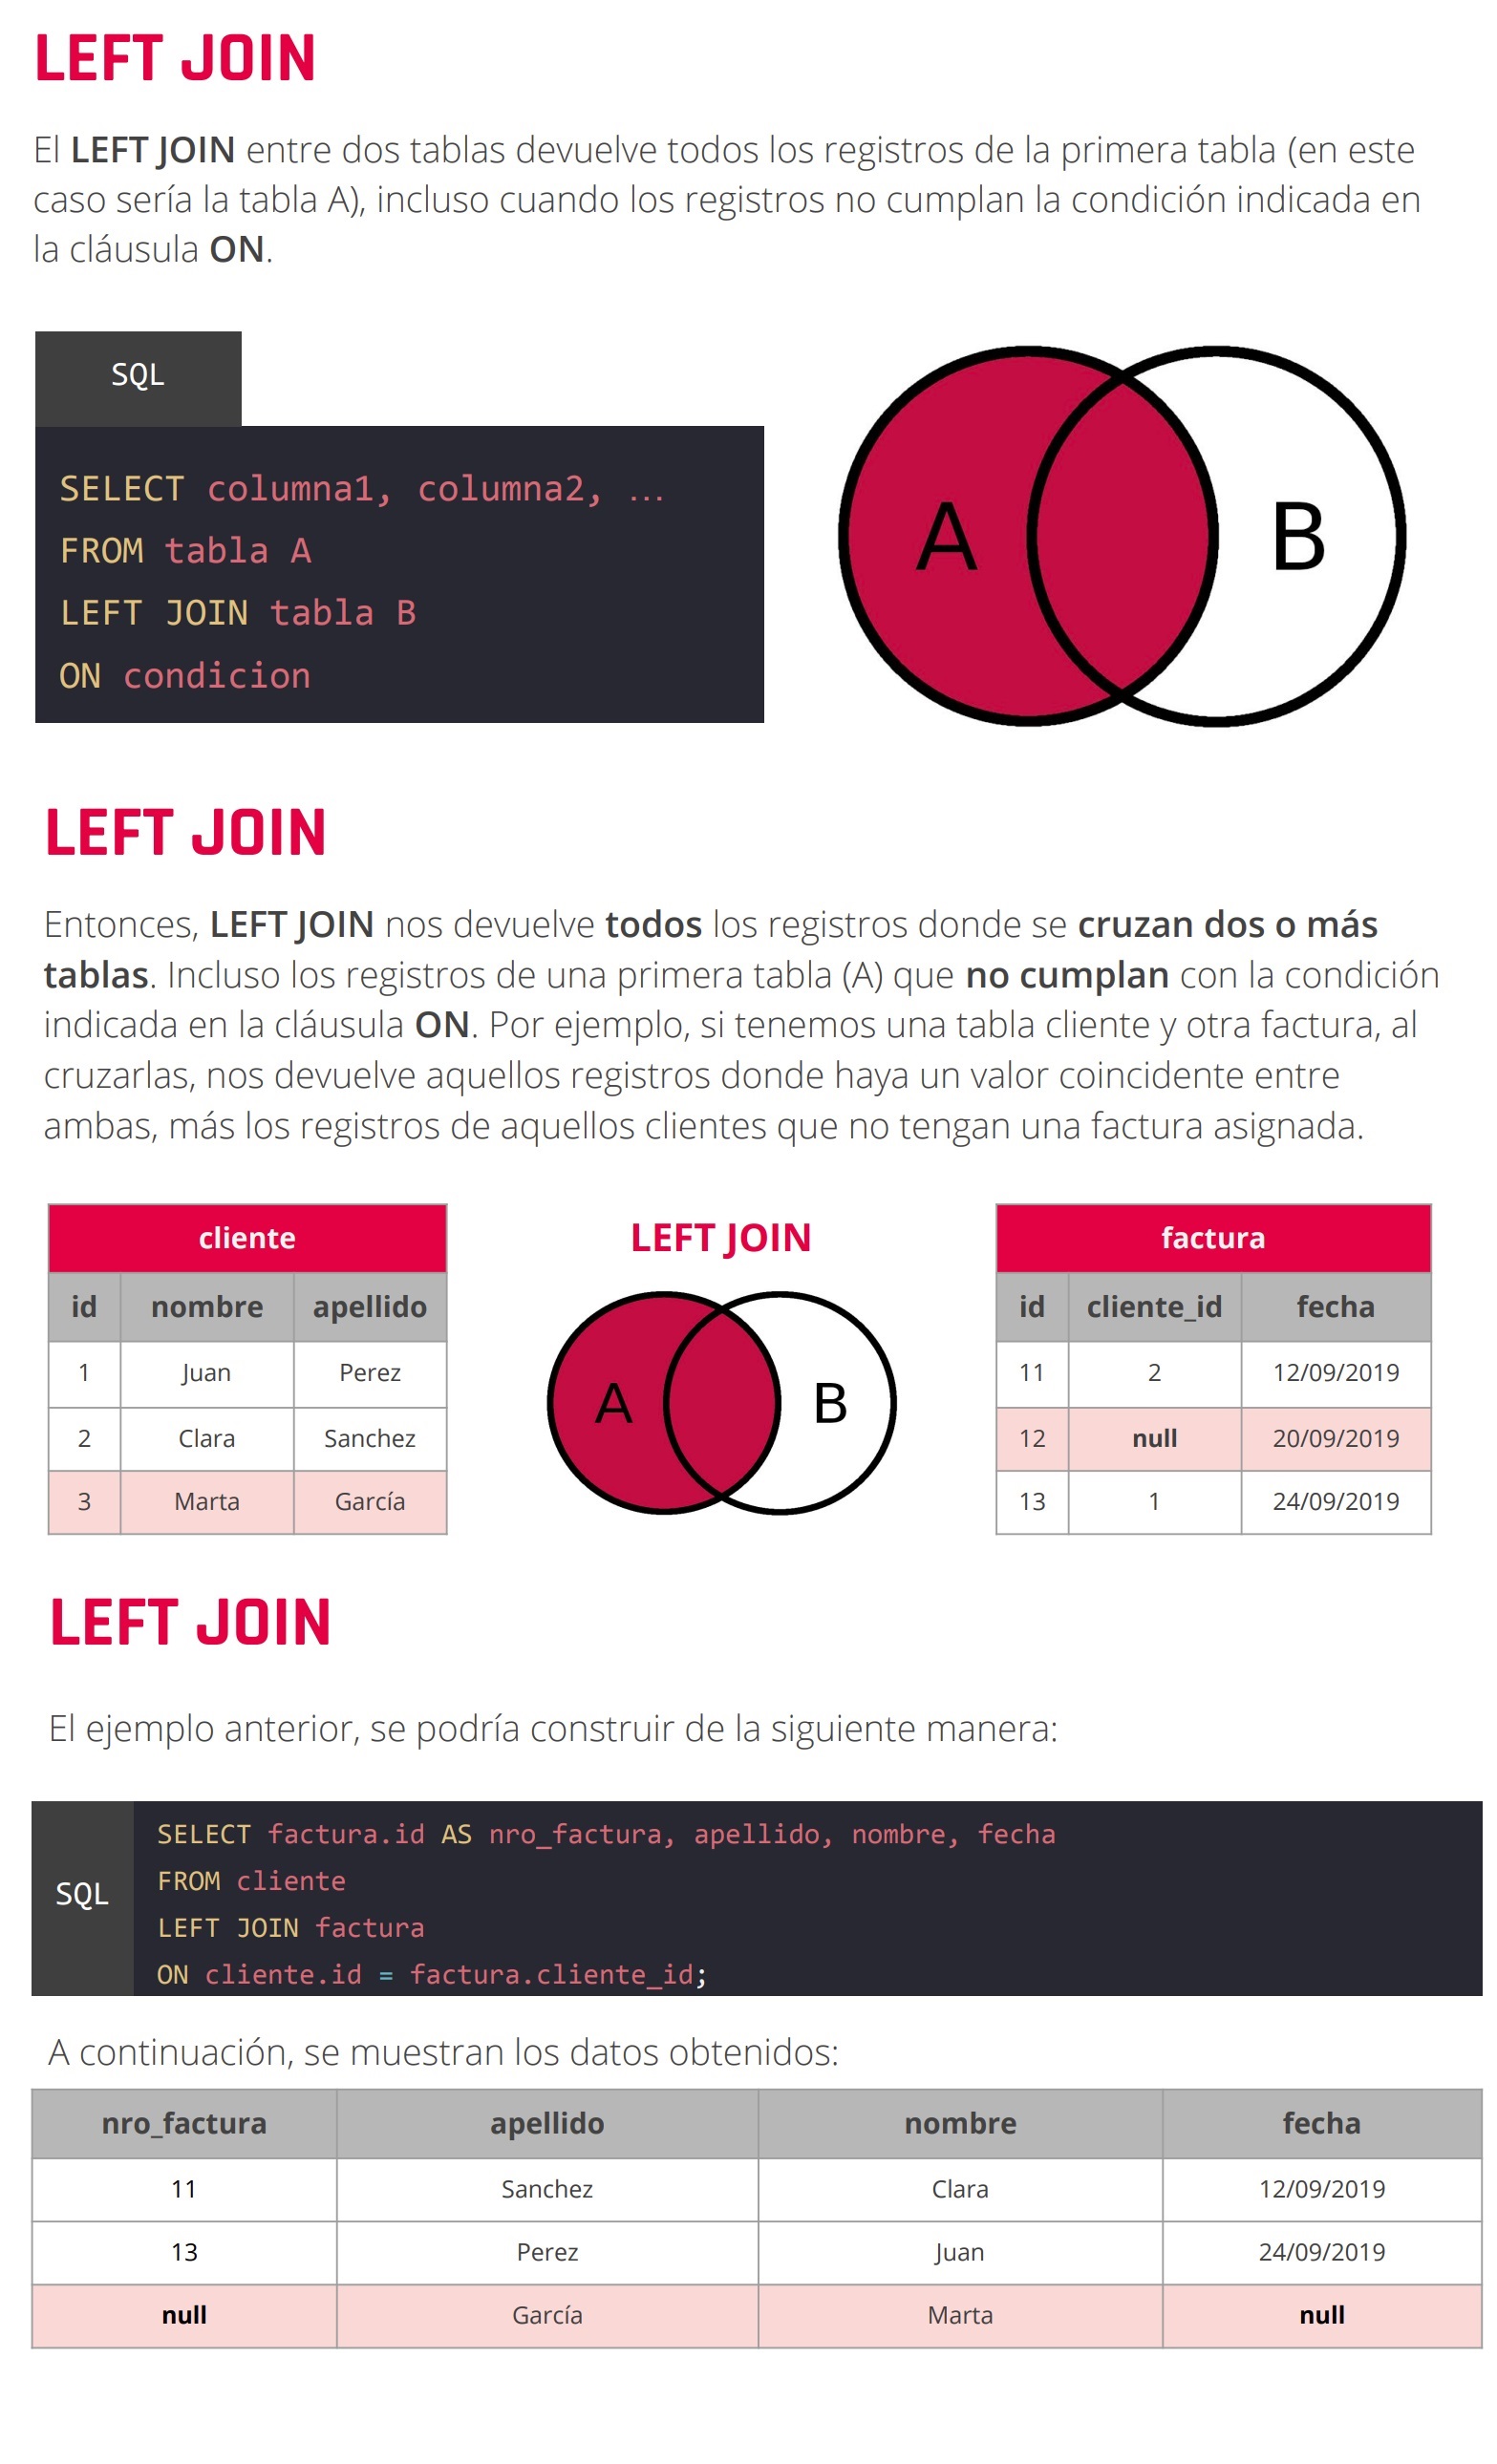 LEFT JOIN
El LEFT JOIN entre dos tablas devuelve todos los registros de la primera tabla (en este
caso sería la tabla A), incluso cuando los registros no cumplan la condición indicada en
la cláusula ON.
SQL
SELECT columna1, columna2, ...
FROM tabla A
LEFT JOIN tabla B
ON condicion
A B
LEFT JOIN
Entonces, LEFT JOIN nos devuelve todos los registros donde se cruzan dos o más
tablas. Incluso los registros de una primera tabla (A) que no cumplan con la condición
indicada en la cláusula ON. Por ejemplo, si tenemos una tabla cliente y otra factura, al
cruzarlas, nos devuelve aquellos registros donde haya un valor coincidente entre
ambas, más los registros de aquellos clientes que no tengan una factura asignada.
cliente
id nombre apellido
1 Juan Perez
2 Clara Sanchez
3 Marta García
LEFT JOIN
A B
factura
id cliente_id fecha
11 2 12/09/2019
12 null 20/09/2019
13 1 24/09/2019
LEFT JOIN
El ejemplo anterior, se podría construir de la siguiente manera:
SQL
SELECT factura.id AS nro_factura, apellido, nombre, fecha
FROM cliente
LEFT JOIN factura
ON cliente.id = factura.cliente_id;
A continuación, se muestran los datos obtenidos:
nro_factura apellido nombre fecha
11 Sanchez Clara 12/09/2019
13 Perez Juan 24/09/2019
null García Marta null